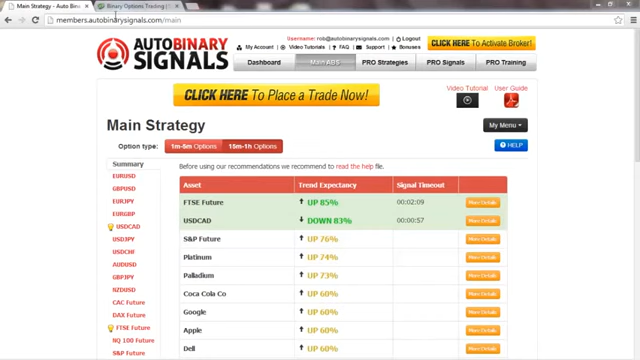 Main Strategy - Auto Bin
Binary Options Trading |
members.autobinarysignals.com/main
AUTOBINARY
SIGNALS
Username: rob@autobinarysignals.com Logout
My Account Video Tutorial FAQ Support Bonuses
CLICK HERE To Activate Broker!
Dashboard Main ABS PRO Strategies PRO Signals PRO Training
CLICK HERE To Place a Trade Now!
Video Tutorial User Guide
Main Strategy
My Menu
Option type: 1m-5m Options 15m-1h Options
HELP
Summary
Before using our recommendations we recommend to read the help file.
EURUSD
GBPUSD
EURJPY
EURGBP
USDCAD
USDJPY
USDCHF
AUDUSD
GBPJPY
NZDUSD
CAC Future
DAX Future
FTSE Future
NQ 100 Future
S&P Future
Asset Trend Expectancy Signal Timeout
FTSE Future UP 85% 00:02:09 More Details
USDCAD DOWN 83% 00:00:57 More Details
S&P Future UP 76% More Details
Platinum UP 74% More Details
Palladium UP 73% More Details
Coca Cola Co UP 60% More Details
Google UP 60% More Details
Apple UP 60% More Details
Dell UP 60% More Details